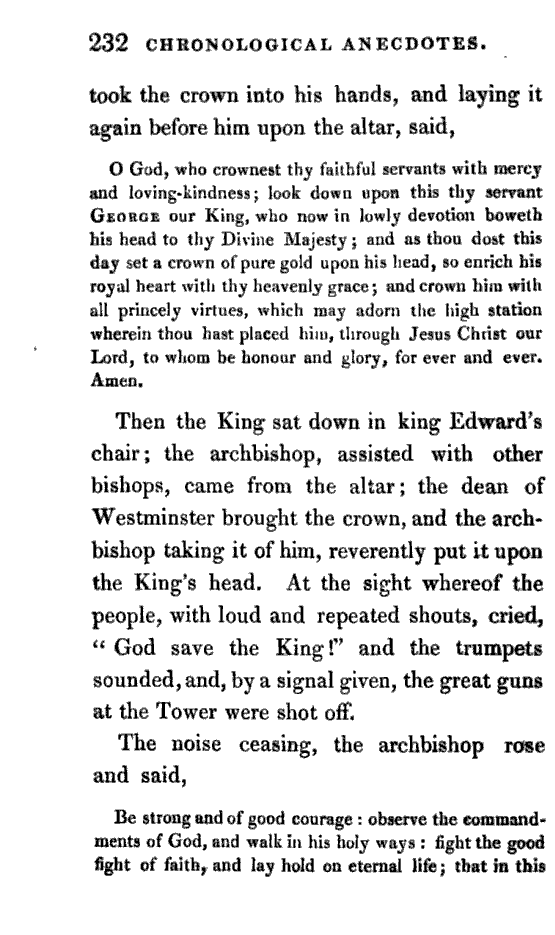 232 CHRONOLOGICAL ANECDOTES.
took the crown into his hands, and laying it
again before him upon the altar, said,
O God, who crownest thy faithful servants with mercy
and loving-kindness; look down upon this thy servant
GEORGE our King, who now in lowly devotion boweth
his head to thy Divine Majesty; and as thou dost this
day set a crown of pure gold upon his head, so enrich his
royal heart with thy heavenly grace; and crown him with
all princely virtues, which may adorn the high station
wherein thou hast placed him, through Jesus Christ our
Lord, to whom be honour and glory, for ever and ever.
Amen.
Then the King sat down in king Edward's
chair; the archbishop, assisted with other
bishops, came from the altar; the dean of
Westminster brought the crown, and the arch-
bishop taking it of him, reverently put it upon
the King's head. At the sight whereof the
people, with loud and repeated shouts, cried,
“ God save the King!” and the trumpets
sounded, and, by a signal given, the great guns
at the Tower were shot off.
The noise ceasing, the archbishop rose
and said,
Be strong and of good courage : observe the command-
ments of God, and walk in his holy ways : fight the good
fight of faith, and lay hold on eternal life; that in this